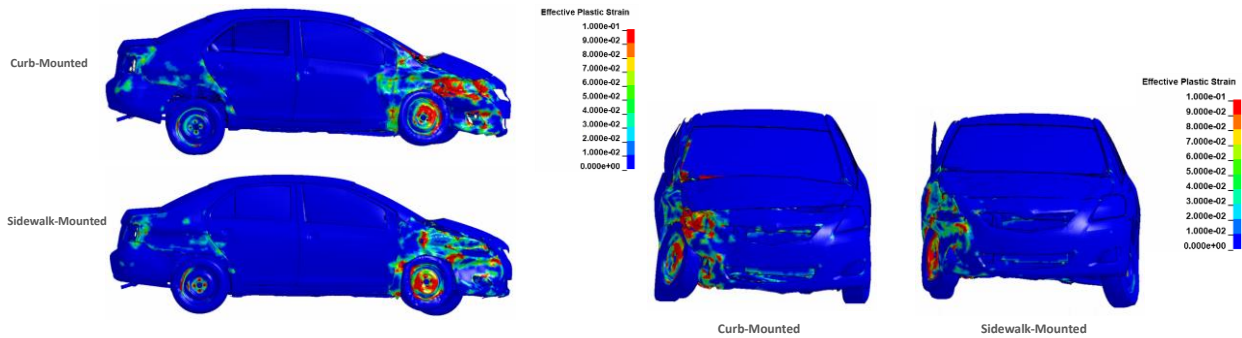 Effective Plastic Strain
1.000e-01
9.000e-02
8.000e-02
7.000e-02
6.000e-02
5.000e-02
4.000e-02
3.000e-02
2.000e-02
1.000e-02
0.000e+00
Curb-Mounted
Sidewalk-Mounted
Effective Plastic Strain
1.000e-01
9.000e-02
8.000e-02
7.000e-02
6.000e-02
5.000e-02
4.000e-02
3.000e-02
2.000e-02
1.000e-02
0.000e+00
Curb-Mounted
Sidewalk-Mounted